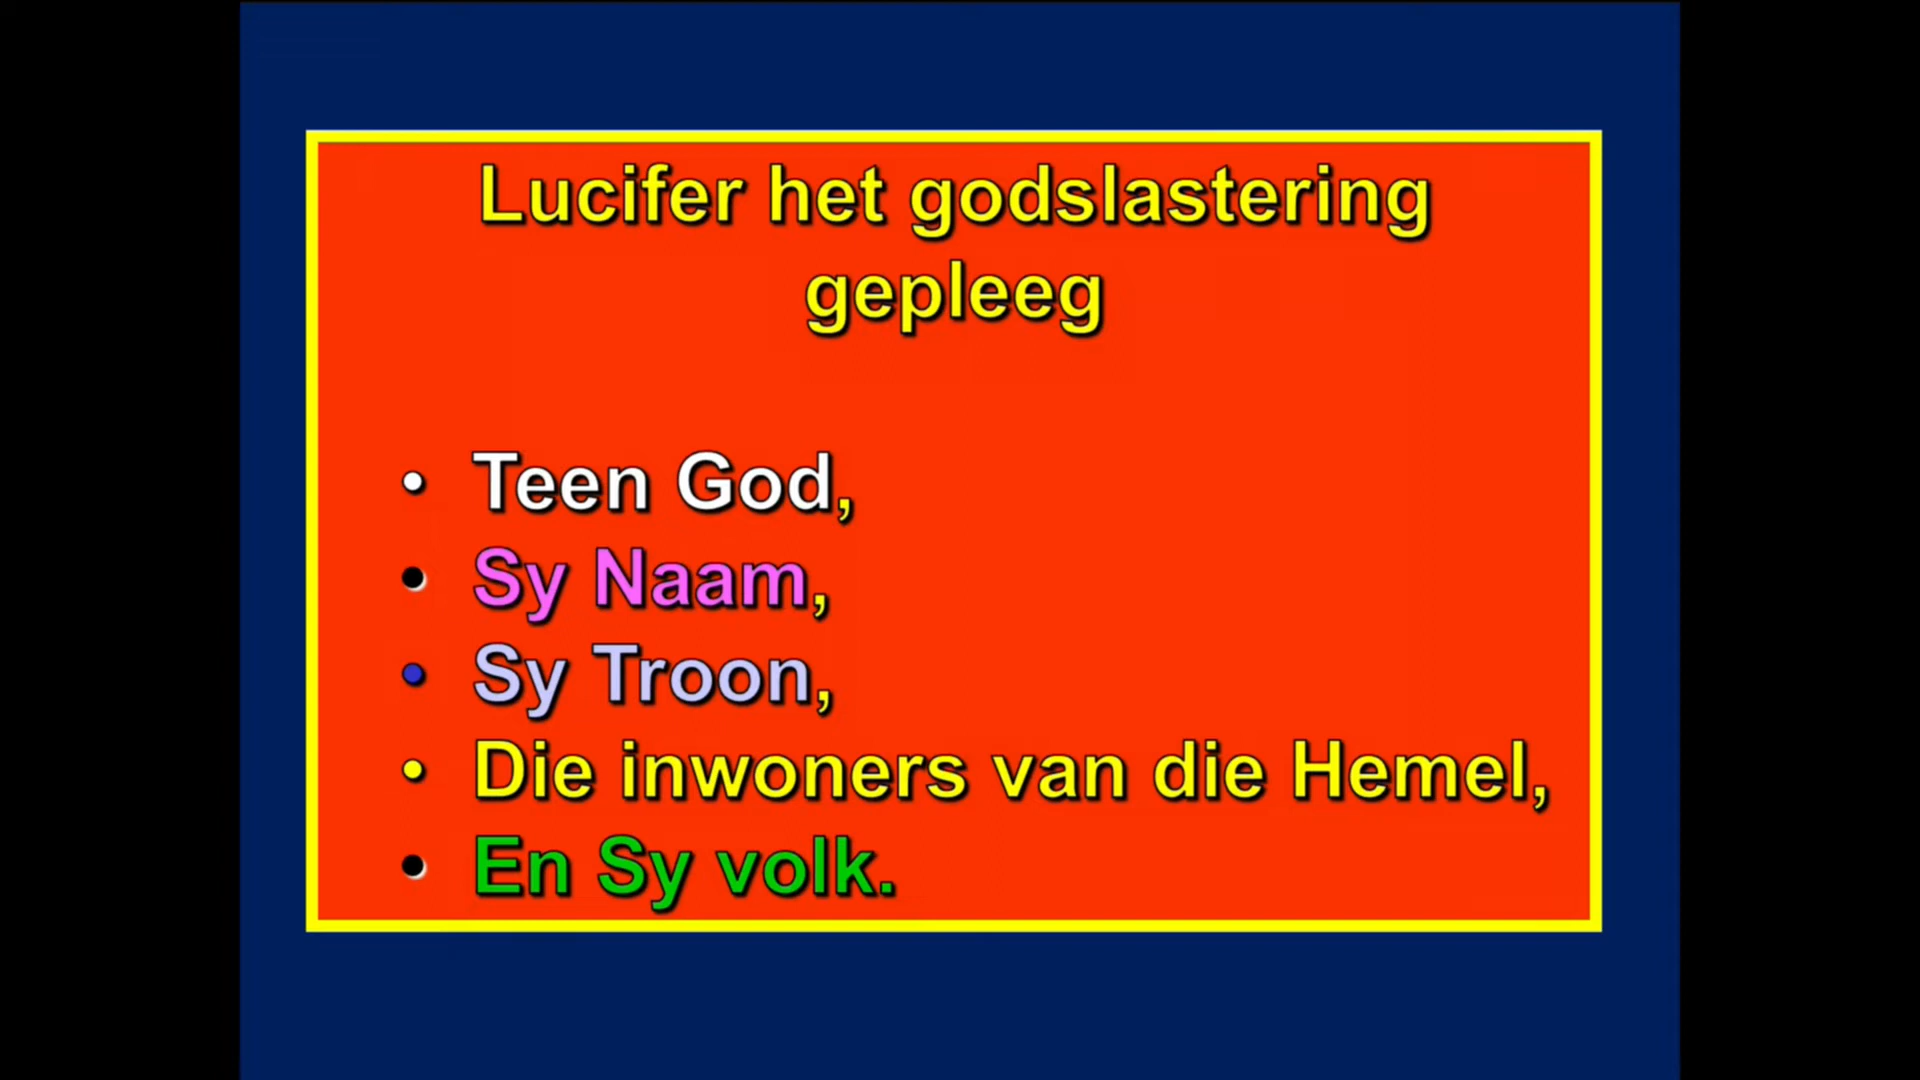 Lucifer het godslastering
gepleeg
• Teen God,
• Sy Naam,
• Sy Troon,
• Die inwoners van die Hemel,
• En Sy volk.